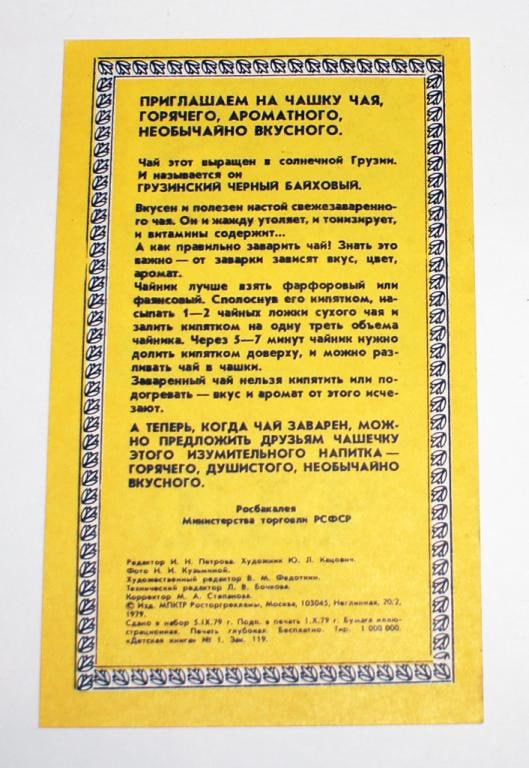 ПРИГЛАШАЕМ НА ЧАШКУ ЧАЯ,
ГОРЯЧЕГО, АРОМАТНОГО,
НЕОБЫЧАЙНО ВКУСНОГО.
Чай этот выращен в солнечной Грузии.
И называется он
ГРУЗИНСКИЙ ЧЕРНЫЙ БАЙХОВЫЙ.
Вкусен и полезен настой свежезаваренно-
го чая. Он и жажду утоляет, и тонизирует,
и витамины содержит...
А как правильно заварить чай! Знать это
важно — от заварки зависят вкус, цвет,
аромат.
Чайник лучше взять фарфоровый или
фаянсовый. Сполоснув его кипятком, на-
сыпать 1—2 чайных ложки сухого чая и
залить кипятком на одну треть объема
чайника. Через 5—7 минут чайник нужно
долить кипятком доверху, и можно раз-
ливать чай в чашки.
Заваренный чай нельзя кипятить или по-
догревать — вкус и аромат от этого исче-
зают.
А ТЕПЕРЬ, КОГДА ЧАЙ ЗАВАРЕН, МОЖ-
НО ПРЕДЛОЖИТЬ ДРУЗЬЯМ ЧАШЕЧКУ
ЭТОГО ИЗУМИТЕЛЬНОГО НАПИТКА —
ГОРЯЧЕГО, ДУШИСТОГО, НЕОБЫЧАЙНО
ВКУСНОГО.
Росбакалея
Министерства торговли РСФСР
Редактор И. Н. Петрова. Художник Ю. Л. Кацович.
Фото Н. И. Кузьминой.
Художественный редактор В. М. Федоткин.
Технический редактор Л. В. Бочкова.
Корректор М. А. Степанова.
© Изд. МПКТР Росторгрекламы, Москва, 103045, Неглинная, 20/2,
1979.
Сдано в набор 5.IX.79 г. Подп. в печать 1.X.79 г. Бумага иллю-
страционная. Печать глубокая. Бесплатно. Тир. 1 000 000.
«Детская книга» № 1. Зак. 119.